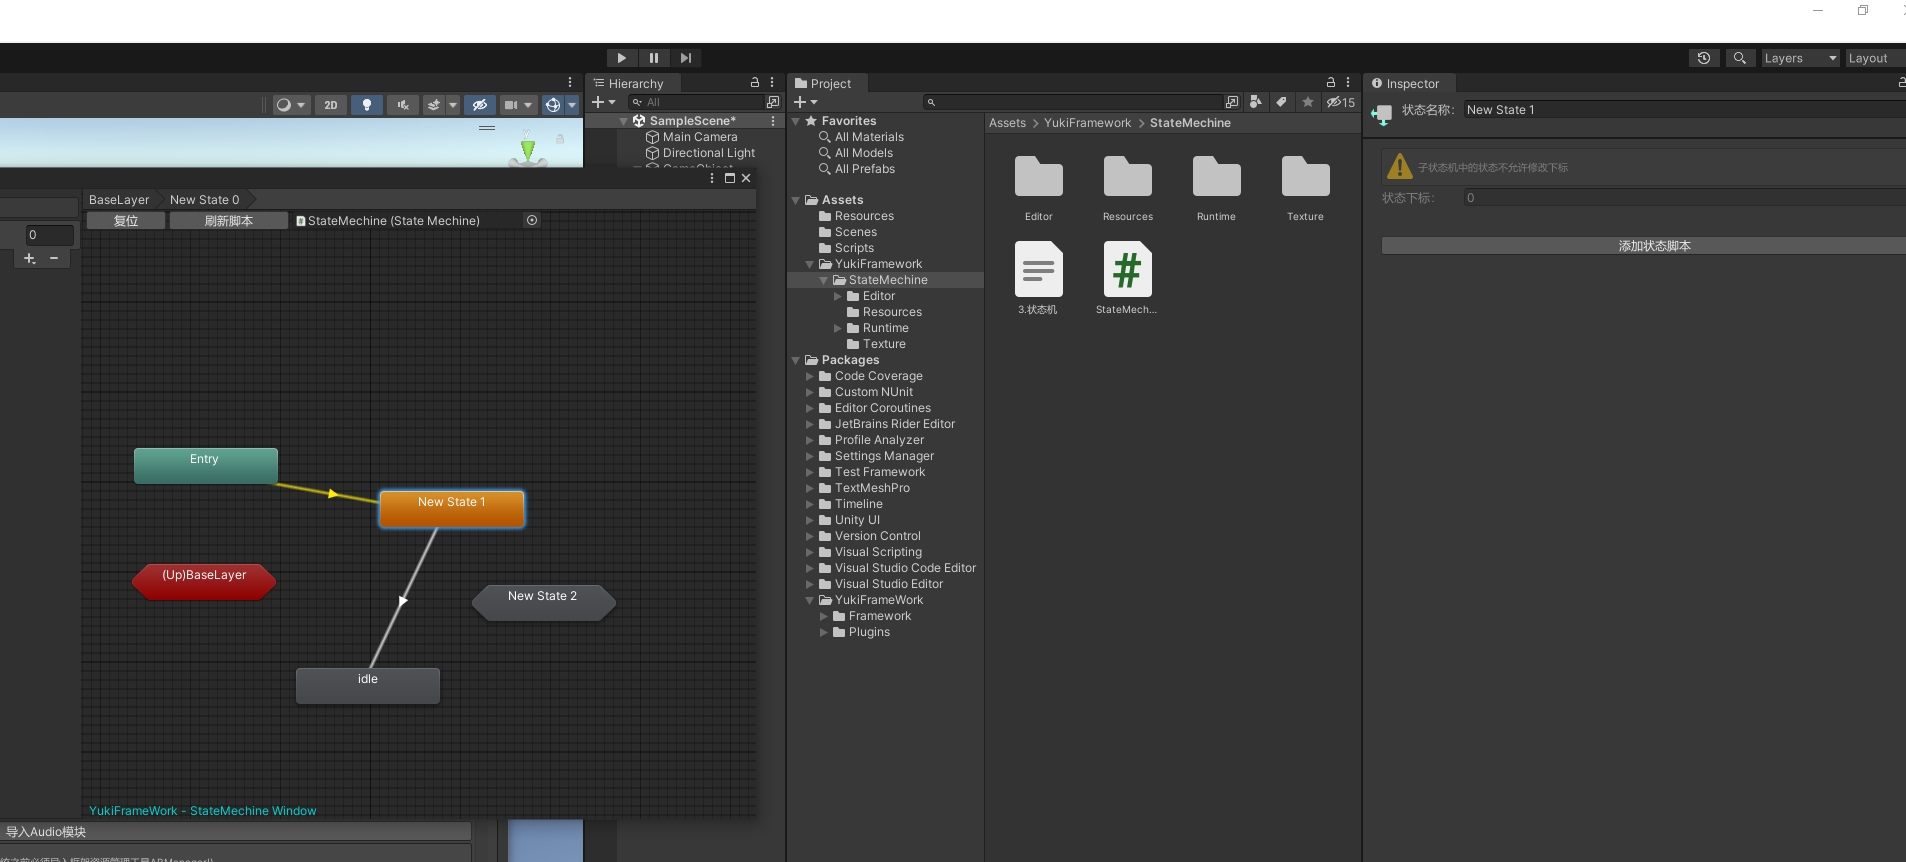 Layers
Layout
2D
Hierarchy
All
SampleScene*
Main Camera
Directional Light
Project
15
Favorites
All Materials
All Models
All Prefabs
Assets
Resources
Scenes
Scripts
YukiFramework
StateMechine
Editor
Resources
Runtime
Texture
Packages
Code Coverage
Custom NUnit
Editor Coroutines
JetBrains Rider Editor
Profile Analyzer
Settings Manager
Test Framework
TextMeshPro
Timeline
Unity UI
Version Control
Visual Scripting
Visual Studio Code Editor
Visual Studio Editor
YukiFrameWork
Framework
Plugins
Assets > YukiFramework > StateMechine
Editor
Resources
Runtime
Texture
3.状态机
StateMech...
Inspector
状态名称:
New State 1
子状态机中的状态不允许修改下标
状态下标:
0
添加状态脚本
BaseLayer
New State 0
复位
刷新脚本
StateMechine (State Mechine)
0
Entry
New State 1
(Up)BaseLayer
New State 2
idle
YukiFrameWork - StateMechine Window
导入Audio模块